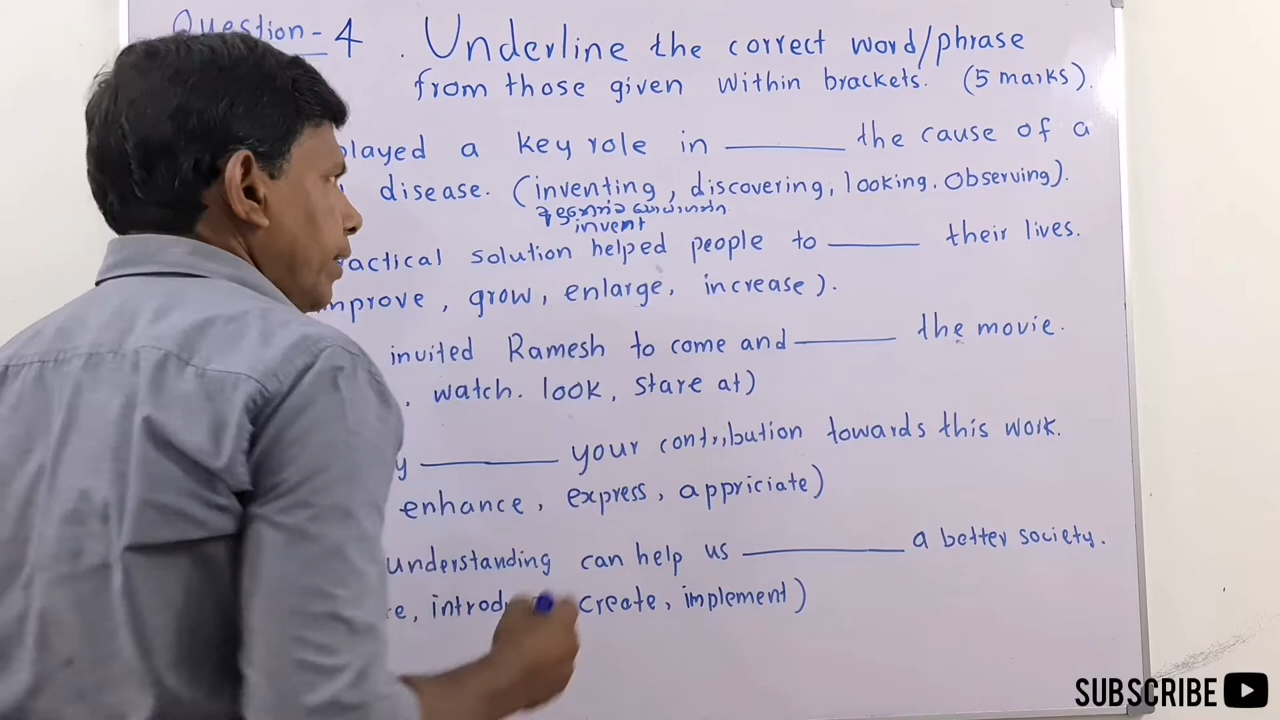 Question - 4 . Underline the correct word/phrase
from those given within brackets. (5 marks).
played a key role in ______ the cause of a
disease. (inventing, discovering, looking. Observing).
invent
practical solution helped people to ______ their lives.
improve, grow, enlarge, increase).
invited Ramesh to come and ______ the movie.
, watch. look, stare at)
______ your contribution towards this work.
enhance, express, appriciate)
understanding can help us ______ a better society.
create, implement)
SUBSCRIBE